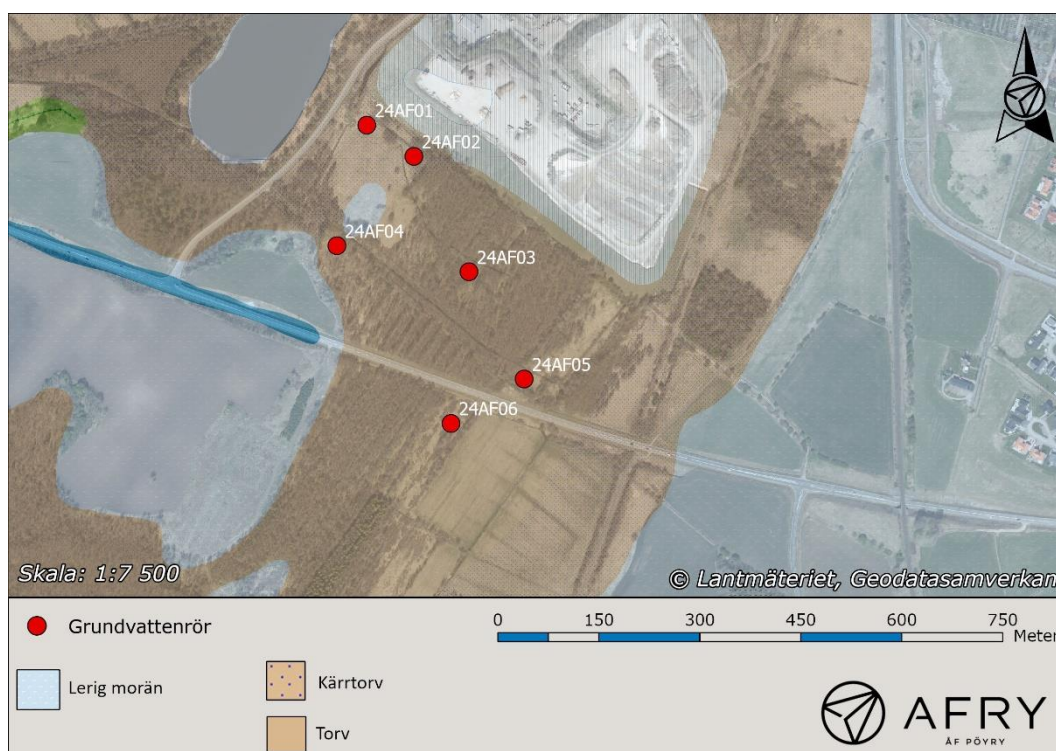 24AF01
24AF02
24AF04
24AF03
24AF05
24AF06
Skala: 1:7 500
© Lantmäteriet, Geodatasamverkan
Grundvattenrör
0 150 300 450 600 750
Meter
Lerig morän
Kärrtorv
Torv
AFRY
ÅF PÖYRY